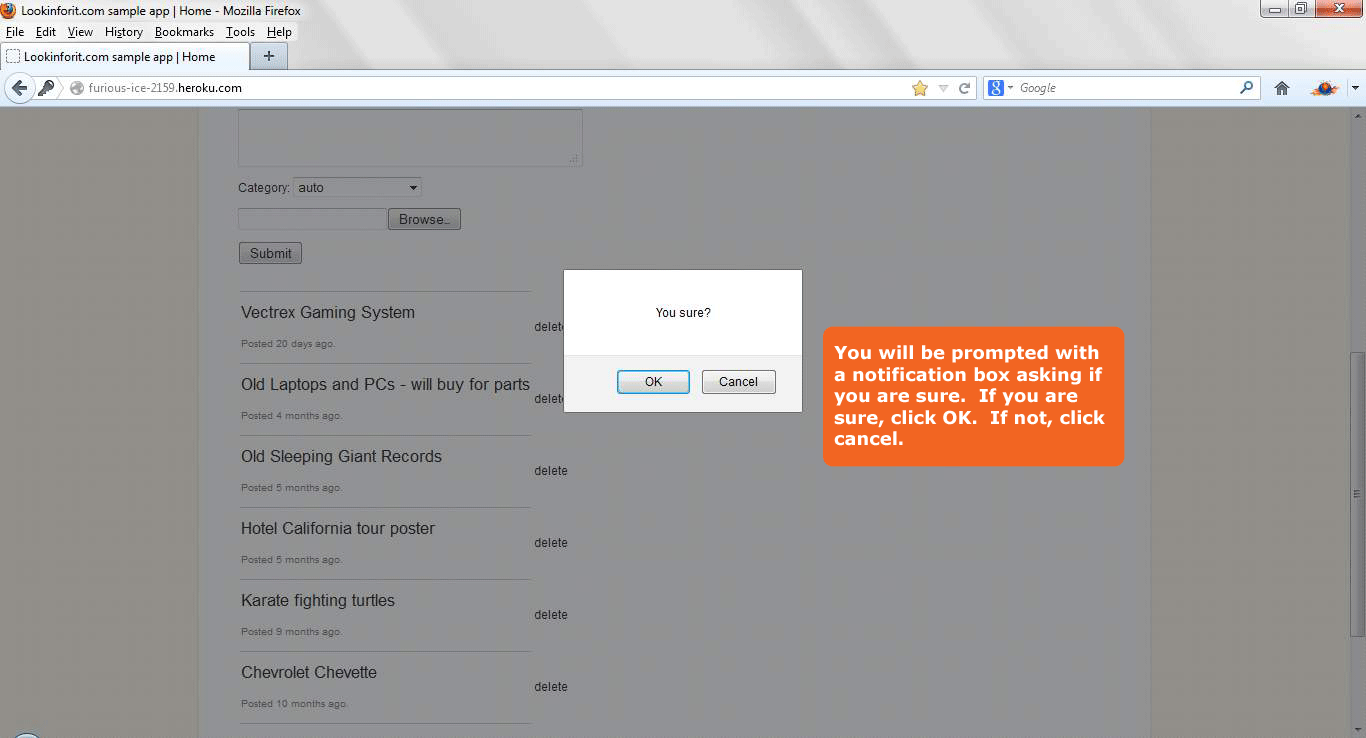 Lookinforit.com sample app | Home - Mozilla Firefox
File Edit View History Bookmarks Tools Help
Lookinforit.com sample app | Home +
furious-ice-2159.heroku.com
Google
Category: auto
Browse..
Submit
Vectrex Gaming System
Posted 20 days ago.
delete
Old Laptops and PCs - will buy for parts
Posted 4 months ago.
delete
Old Sleeping Giant Records
Posted 5 months ago.
delete
Hotel California tour poster
Posted 5 months ago.
delete
Karate fighting turtles
Posted 9 months ago.
delete
Chevrolet Chevette
Posted 10 months ago.
delete
You sure?
OK Cancel
You will be prompted with
a notification box asking if
you are sure.  If you are
sure, click OK.  If not, click
cancel.